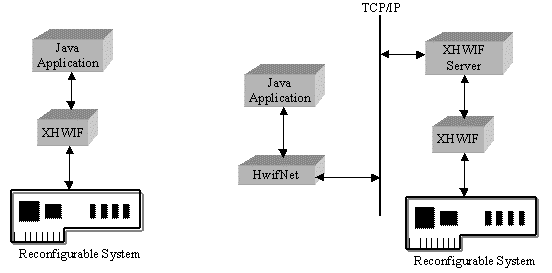 Java
Application
XHWIF
Reconfigurable System
TCP/IP
Java
Application
HwifNet
XHWIF
Server
XHWIF
Reconfigurable System